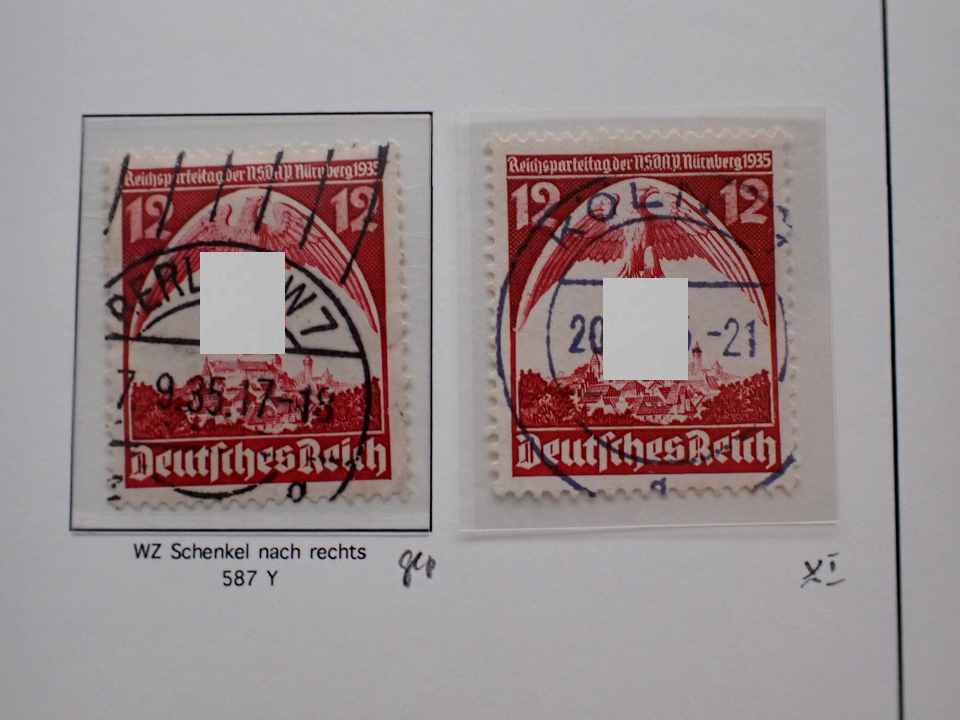 Reichsparteitag der NSDAP. Nürnberg 1935
12 12
7
9.35.17-18
Deutsches Reich
WZ Schenkel nach rechts
587 Y
Reichsparteitag der NSDAP. Nürnberg 1935
12 12
KÖLN
20 -21
Deutsches Reich